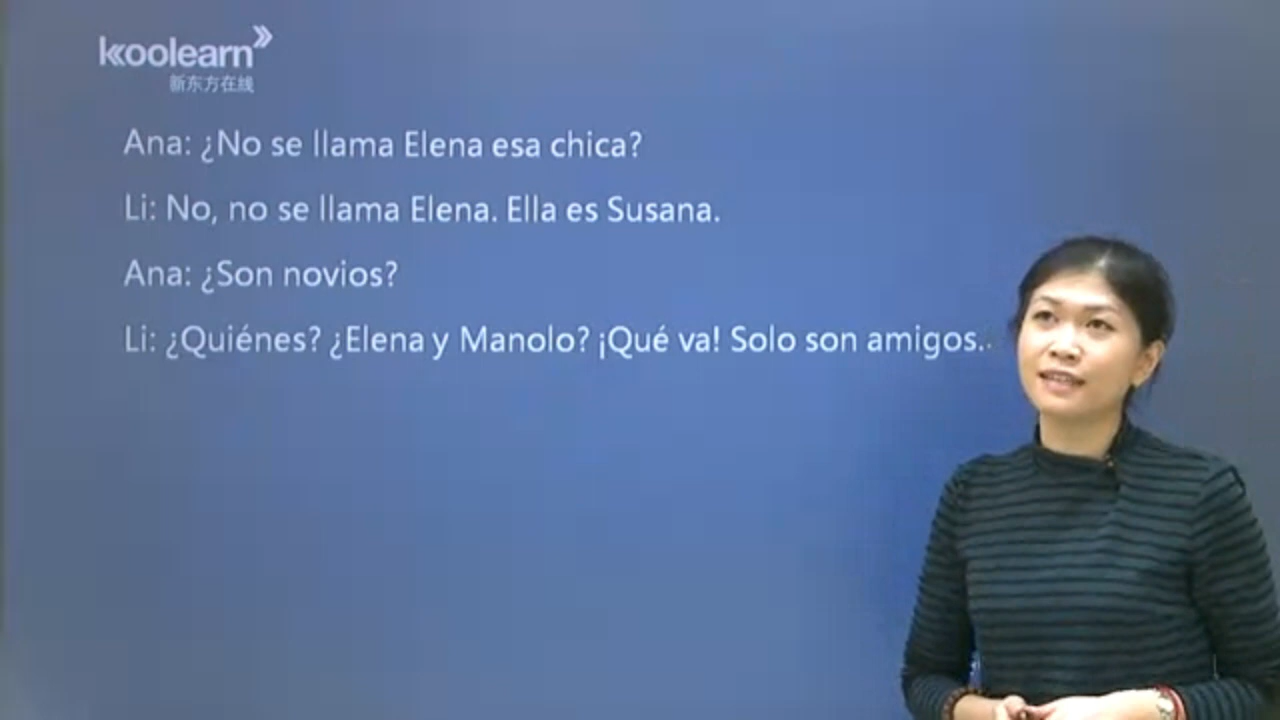 koolearn
新东方在线
Ana: ¿No se llama Elena esa chica?
Li: No, no se llama Elena. Ella es Susana.
Ana: ¿Son novios?
Li: ¿Quiénes? ¿Elena y Manolo? ¡Qué va! Solo son amigos..